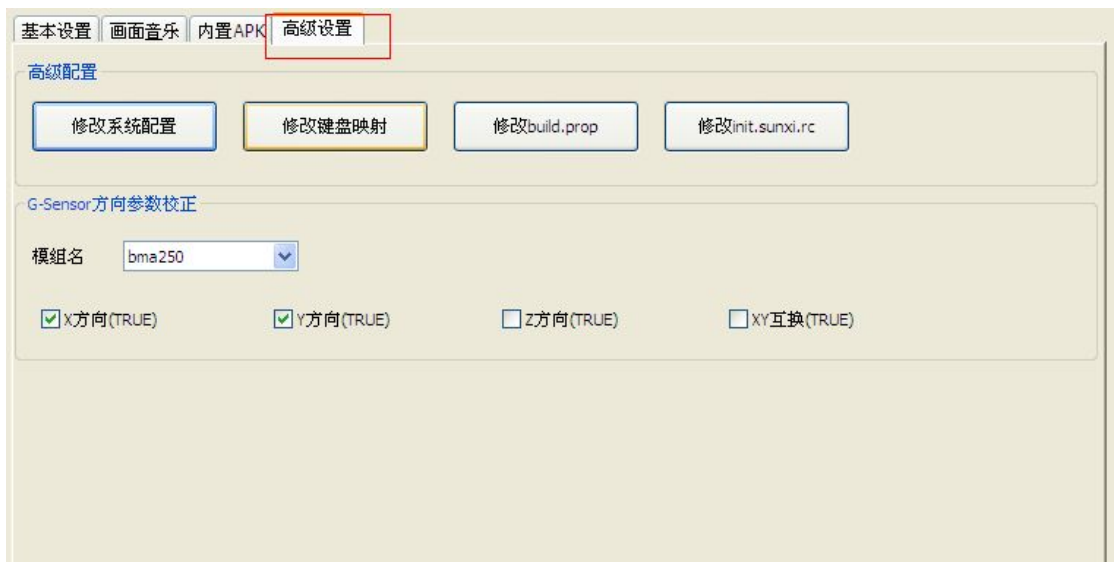 基本设置 画面音乐 内置APK 高级设置
高级配置
修改系统配置 修改键盘映射 修改build.prop 修改init.sunxi.rc
G-Sensor方向参数校正
模组名 bma250
X方向(TRUE) Y方向(TRUE) Z方向(TRUE) XY互换(TRUE)